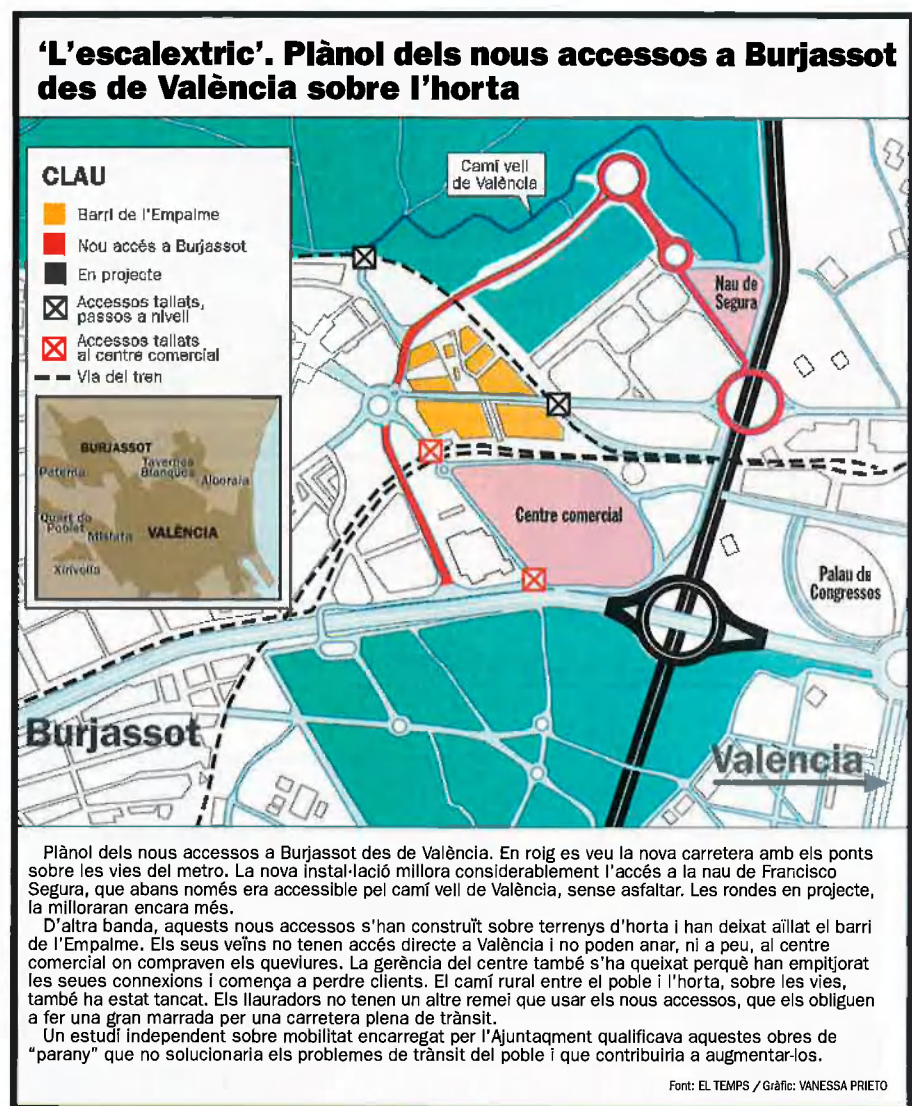 ‘L'escalextric’. Plànol dels nous accessos a Burjassot
des de València sobre l'horta
CLAU
Barri de l'Empalme
Nou accés a Burjassot
En projecte
Accessos tallats,
passos a nivell
Accessos tallats
al centre comercial
Via del tren
Camí vell
de València
Nau de
Segura
BURJASSOT
Paterna
Tavernes
Blanques
Alboraia
Quart de
Poblet
Mislata
VALÈNCIA
Xirivella
Centre comercial
Palau de
Congressos
Burjassot
València
Plànol dels nous accessos a Burjassot des de València. En roig es veu la nova carretera amb els ponts
sobre les vies del metro. La nova instal·lació millora considerablement l'accés a la nau de Francisco
Segura, que abans només era accessible pel camí vell de València, sense asfaltar. Les rondes en projecte,
la milloraran encara més.
D'altra banda, aquests nous accessos s'han construït sobre terrenys d'horta i han deixat aïllat el barri
de l'Empalme. Els seus veïns no tenen accés directe a València i no poden anar, ni a peu, al centre
comercial on compraven els queviures. La gerència del centre també s'ha queixat perquè han empitjorat
les seues connexions i comença a perdre clients. El camí rural entre el poble i l'horta, sobre les vies,
també ha estat tancat. Els llauradors no tenen un altre remei que usar els nous accessos, que els obliguen
a fer una gran marrada per una carretera plena de trànsit.
Un estudi independent sobre mobilitat encarregat per l'Ajuntaqment qualificava aquestes obres de
“parany” que no solucionaria els problemes de trànsit del poble i que contribuiria a augmentar-los.
Font: EL TEMPS / Gràfic: VANESSA PRIETO